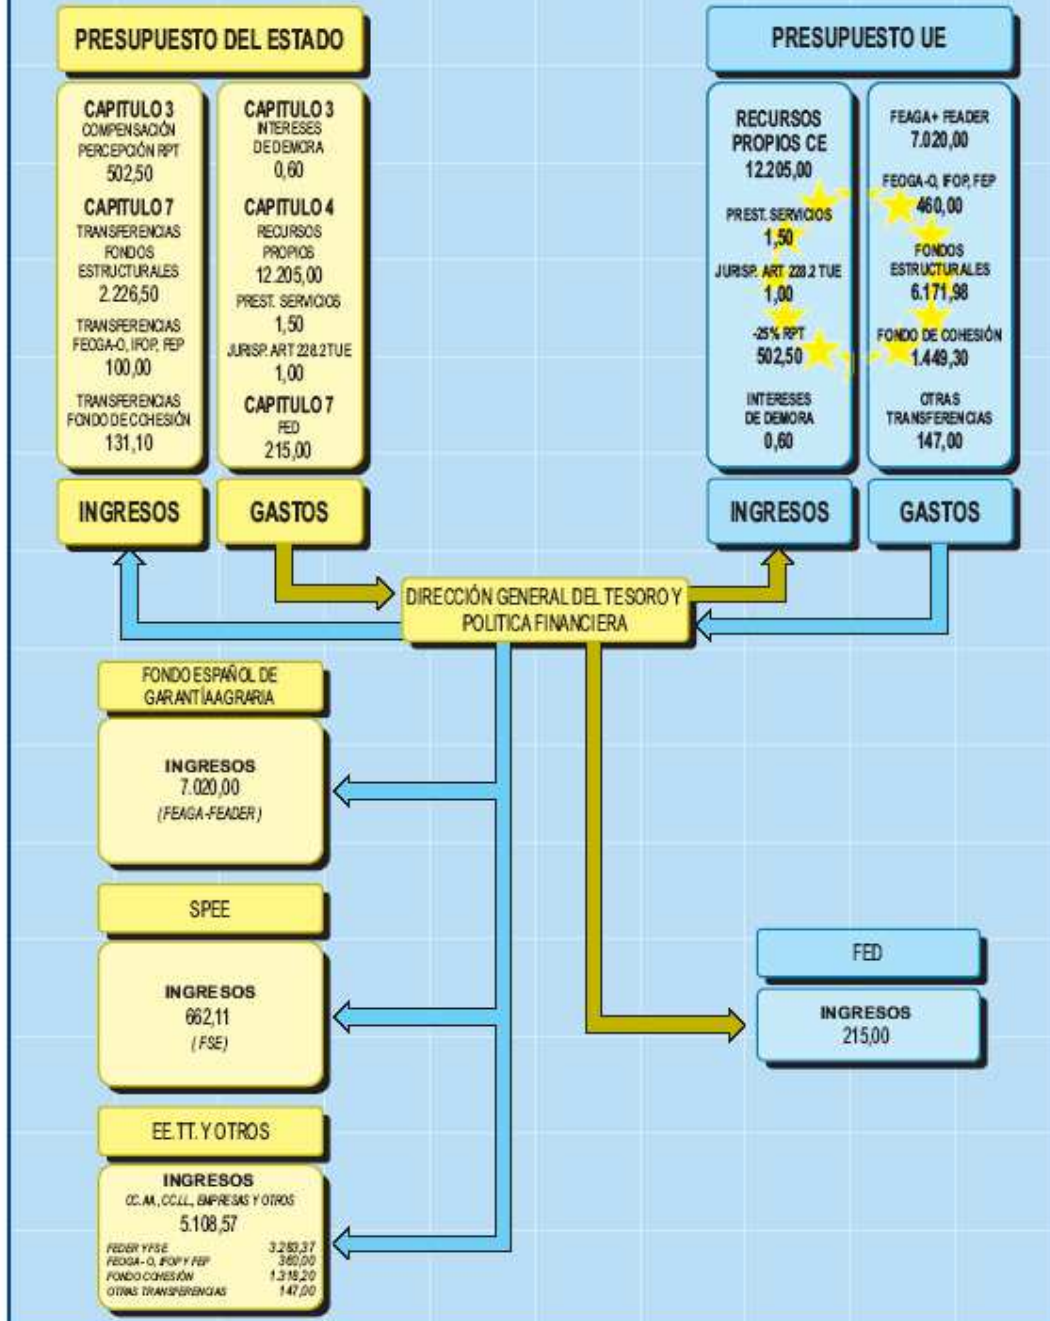 PRESUPUESTO DEL ESTADO
CAPITULO 3
COMPENSACIÓN
PERCEPCIÓN RPT
502,50
CAPITULO 7
TRANSFERENCIAS
FONDOS
ESTRUCTURALES
2.226,50
TRANSFERENCIAS
FEOGA-O, IFOP, FEP
100,00
TRANSFERENCIAS
FONDO DE COHESIÓN
131,10
CAPITULO 3
INTERESES
DE DEMORA
0,60
CAPITULO 4
RECURSOS
PROPIOS
12.205,00
PREST. SERVICIOS
1,50
JURISP. ART 228.2 TUE
1,00
CAPITULO 7
FED
215,00
INGRESOS
GASTOS
PRESUPUESTO UE
RECURSOS
PROPIOS CE
12.205,00
PREST. SERVICIOS
1,50
JURISP. ART 228.2 TUE
1,00
-25% RPT
502,50
INTERESES
DE DEMORA
0,60
FEAGA+ FEADER
7.020,00
FEOGA-O, IFOP, FEP
460,00
FONDOS
ESTRUCTURALES
6.171,98
FONDO DE COHESIÓN
1.449,30
OTRAS
TRANSFERENCIAS
147,00
INGRESOS
GASTOS
DIRECCIÓN GENERAL DEL TESORO Y
POLITICA FINANCIERA
FONDO ESPAÑOL DE
GARANTÍA AGRARIA
INGRESOS
7.020,00
(FEAGA-FEADER)
SPEE
INGRESOS
662,11
(FSE)
EE.TT. Y OTROS
INGRESOS
CC.AA., CC.LL., EMPRESAS Y OTROS
5.108,57
FEDER Y FSE 3.283,37
FEOGA- O, IFOP Y FEP 360,00
FONDO COHESIÓN 1.318,20
OTRAS TRANSFERENCIAS 147,00
FED
INGRESOS
215,00